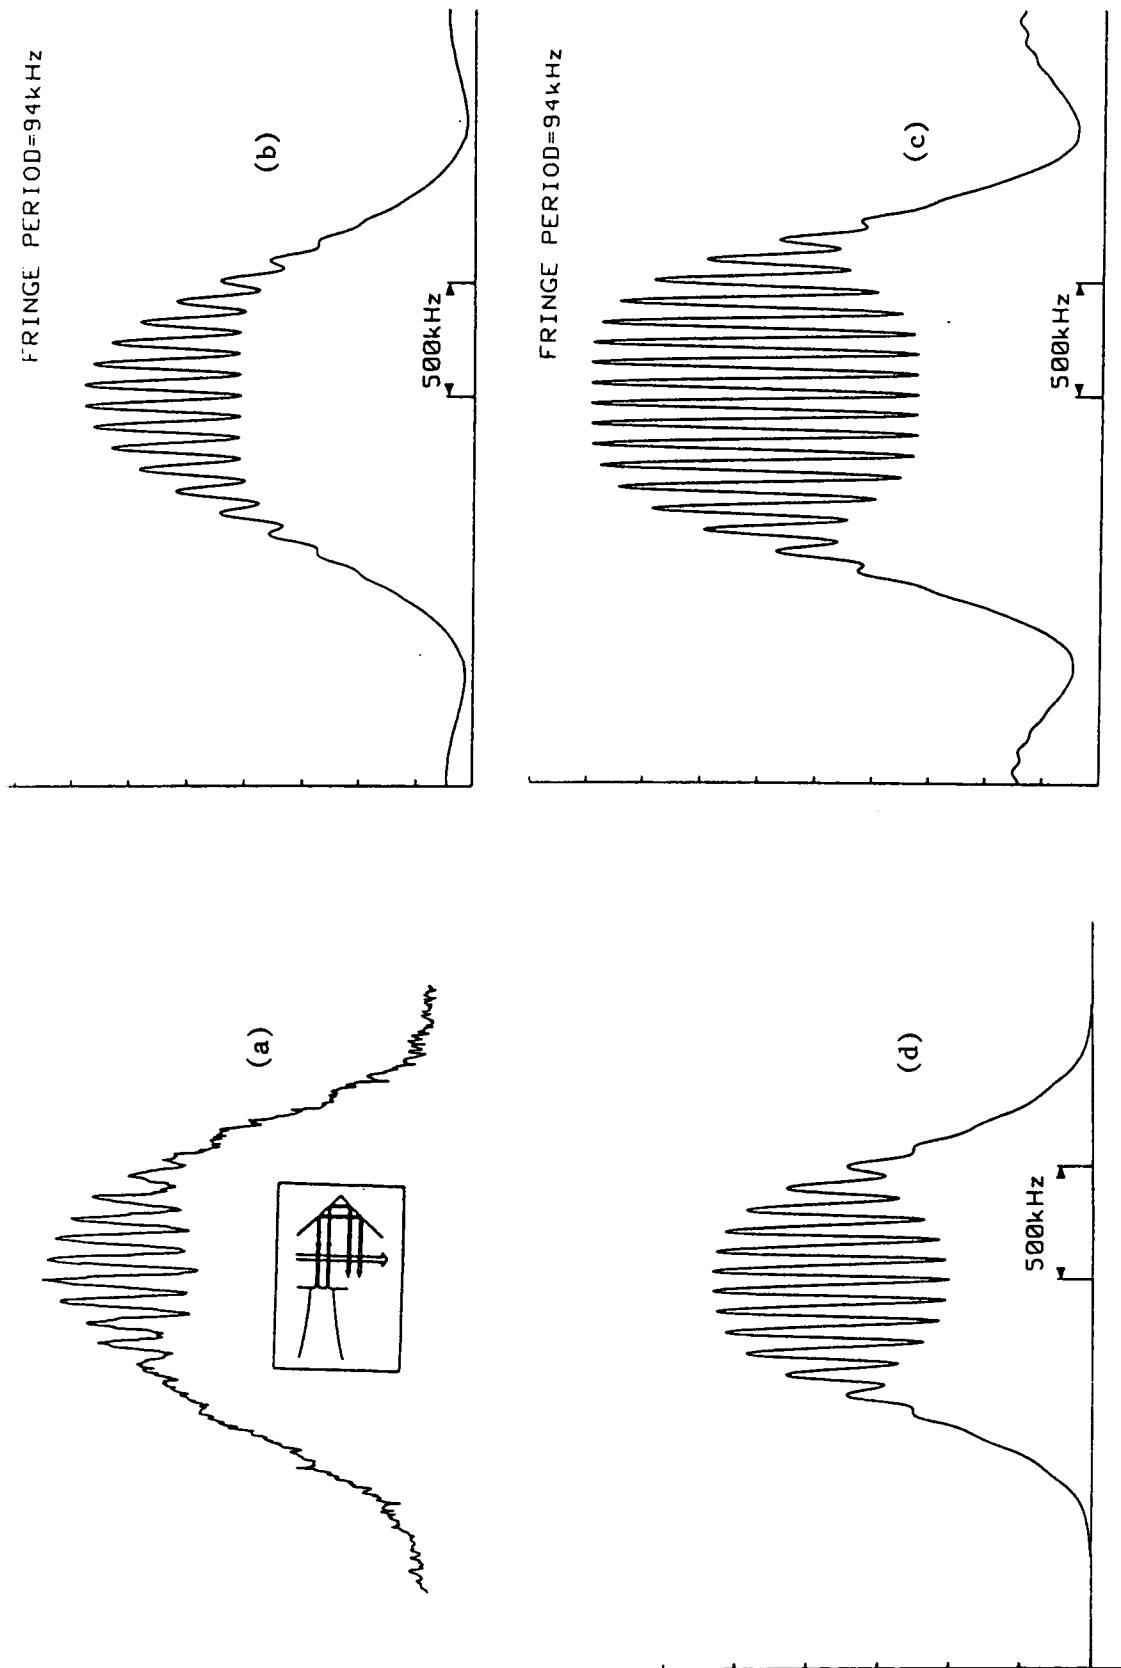 (a)
FRINGE PERIOD=94kHz
(b)
500kHz
(d)
500kHz
FRINGE PERIOD=94kHz
(c)
500kHz